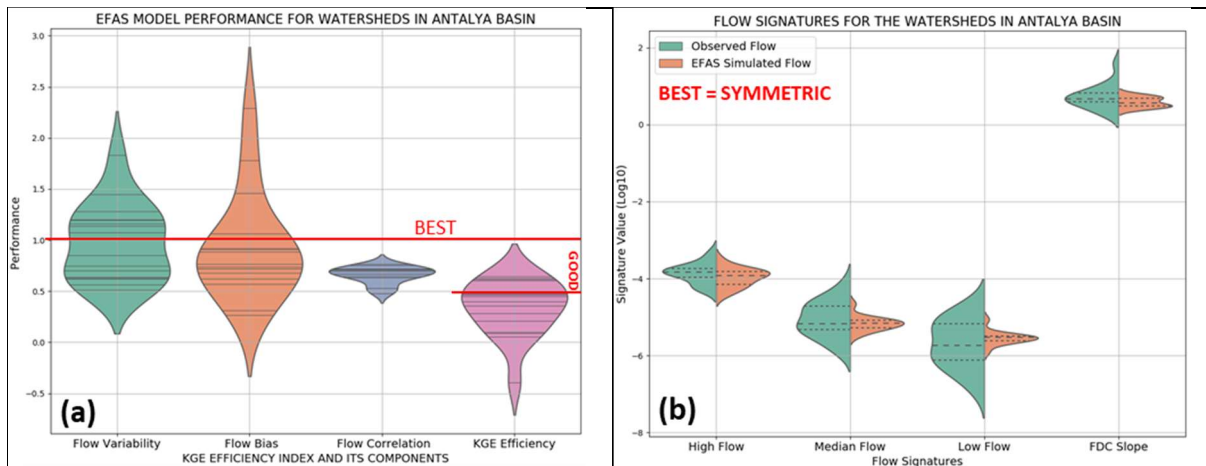 EFAS MODEL PERFORMANCE FOR WATERSHEDS IN ANTALYA BASIN
3.0
2.5
2.0
1.5
1.0
0.5
0.0
−0.5
Performance
BEST
GOOD
(a)
Flow Variability
Flow Bias
Flow Correlation
KGE Efficiency
KGE EFFICIENCY INDEX AND ITS COMPONENTS
FLOW SIGNATURES FOR THE WATERSHEDS IN ANTALYA BASIN
Observed Flow
EFAS Simulated Flow
BEST = SYMMETRIC
2
0
−2
−4
−6
−8
Signature Value (Log10)
(b)
High Flow
Median Flow
Low Flow
FDC Slope
Flow Signatures